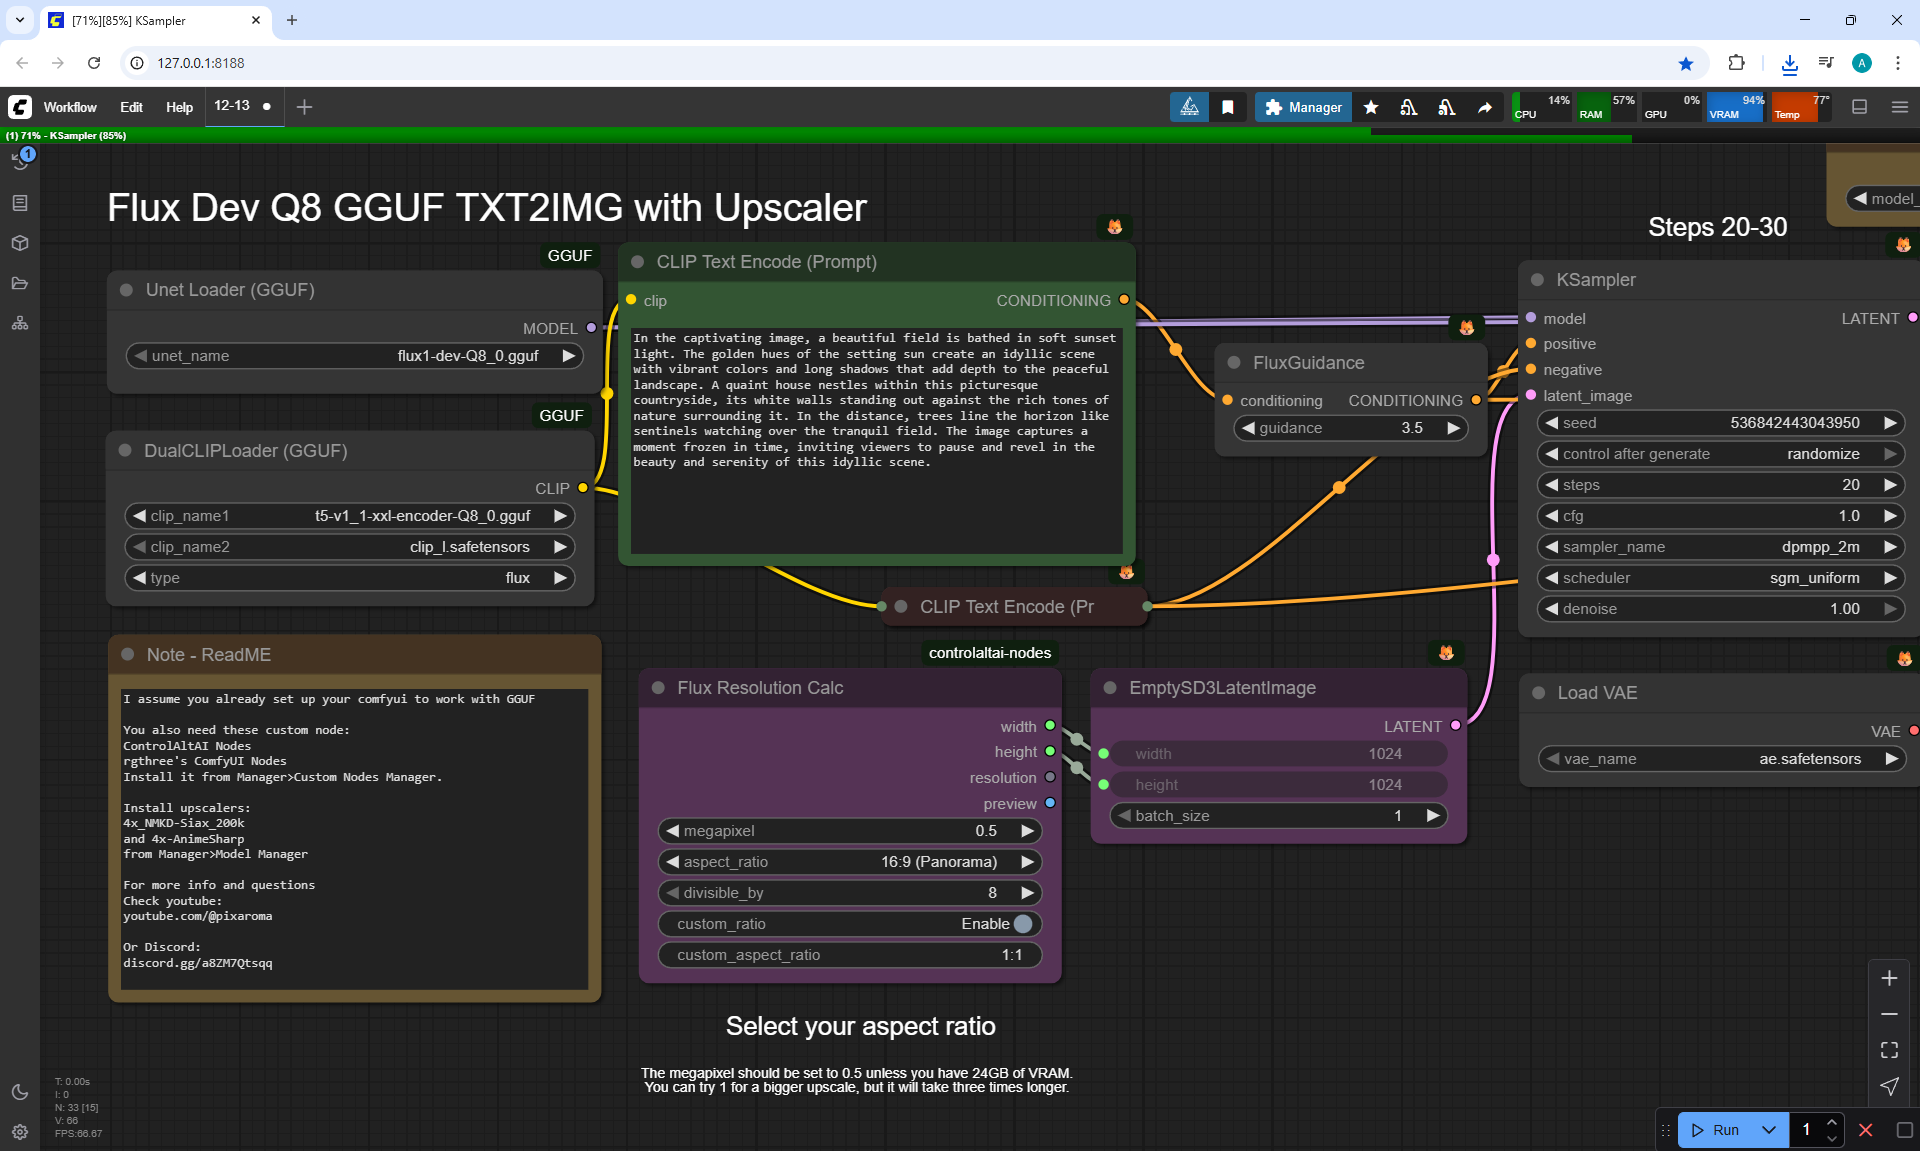 [71%][85%] KSampler
127.0.0.1:8188
A
Workflow Edit Help 12-13
Manager
14% CPU
57% RAM
0% GPU
94% VRAM
77° Temp
(1) 71% - KSampler (85%)
1
Flux Dev Q8 GGUF TXT2IMG with Upscaler
Steps 20-30
model_
GGUF
Unet Loader (GGUF)
MODEL
unet_name flux1-dev-Q8_0.gguf
GGUF
DualCLIPLoader (GGUF)
CLIP
clip_name1 t5-v1_1-xxl-encoder-Q8_0.gguf
clip_name2 clip_l.safetensors
type flux
CLIP Text Encode (Prompt)
clip CONDITIONING
In the captivating image, a beautiful field is bathed in soft sunset
light. The golden hues of the setting sun create an idyllic scene
with vibrant colors and long shadows that add depth to the peaceful
landscape. A quaint house nestles within this picturesque
countryside, its white walls standing out against the rich tones of
nature surrounding it. In the distance, trees line the horizon like
sentinels watching over the tranquil field. The image captures a
moment frozen in time, inviting viewers to pause and revel in the
beauty and serenity of this idyllic scene.
CLIP Text Encode (Pr
FluxGuidance
conditioning CONDITIONING
guidance 3.5
KSampler
model LATENT
positive
negative
latent_image
seed 536842443043950
control after generate randomize
steps 20
cfg 1.0
sampler_name dpmpp_2m
scheduler sgm_uniform
denoise 1.00
Note - ReadME
I assume you already set up your comfyui to work with GGUF
You also need these custom node:
ControlAltAI Nodes
rgthree's ComfyUI Nodes
Install it from Manager>Custom Nodes Manager.
Install upscalers:
4x_NMKD-Siax_200k
and 4x-AnimeSharp
from Manager>Model Manager
For more info and questions
Check youtube:
youtube.com/@pixaroma
Or Discord:
discord.gg/a8ZM7Qtsqq
controlaltai-nodes
Flux Resolution Calc
width
height
resolution
preview
megapixel 0.5
aspect_ratio 16:9 (Panorama)
divisible_by 8
custom_ratio Enable
custom_aspect_ratio 1:1
EmptySD3LatentImage
LATENT
width 1024
height 1024
batch_size 1
Load VAE
VAE
vae_name ae.safetensors
Select your aspect ratio
The megapixel should be set to 0.5 unless you have 24GB of VRAM.
You can try 1 for a bigger upscale, but it will take three times longer.
T: 0.00s
I: 0
N: 33 [15]
V: 66
FPS:66.67
Run 1